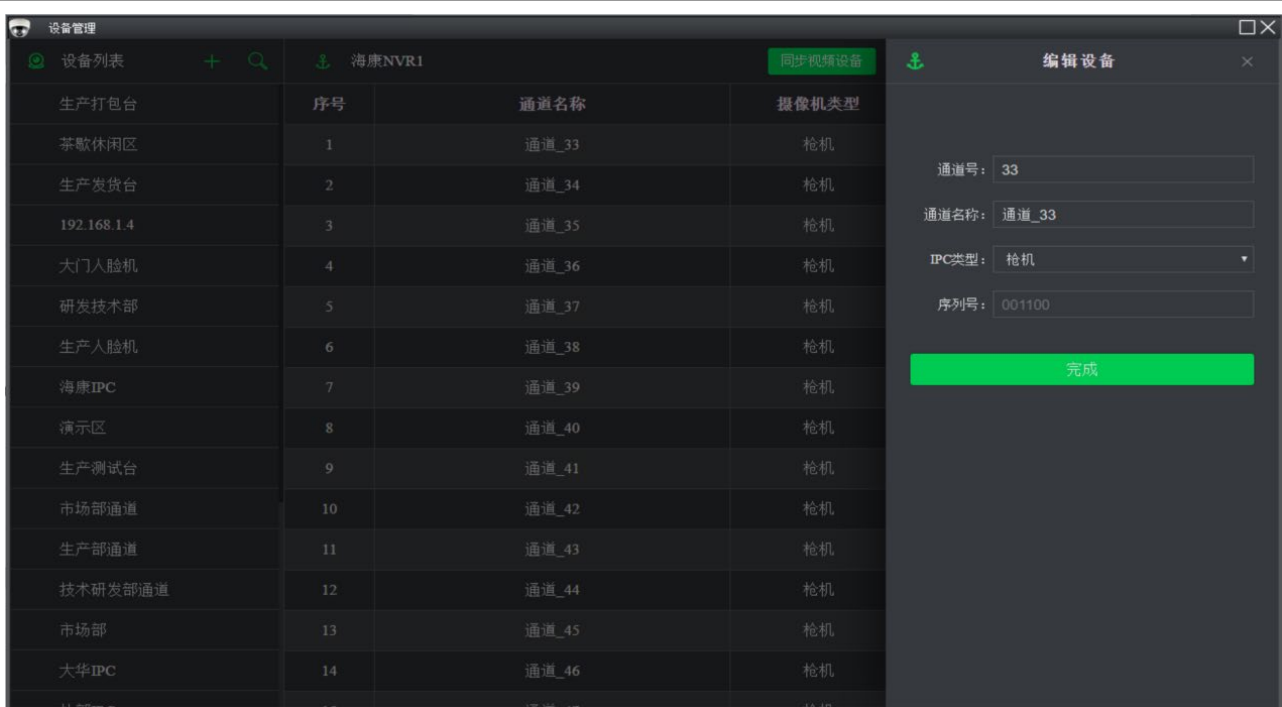 设备管理
设备列表
海康NVR1
同步视频设备
编辑设备
生产打包台
茶歇休闲区
生产发货台
192.168.1.4
大门人脸机
研发技术部
生产人脸机
海康IPC
演示区
生产测试台
市场部通道
生产部通道
技术研发部通道
市场部
大华IPC
序号 通道名称 摄像机类型
1 通道_33 枪机
2 通道_34 枪机
3 通道_35 枪机
4 通道_36 枪机
5 通道_37 枪机
6 通道_38 枪机
7 通道_39 枪机
8 通道_40 枪机
9 通道_41 枪机
10 通道_42 枪机
11 通道_43 枪机
12 通道_44 枪机
13 通道_45 枪机
14 通道_46 枪机
通道号: 33
通道名称: 通道_33
IPC类型: 枪机
序列号: 001100
完成